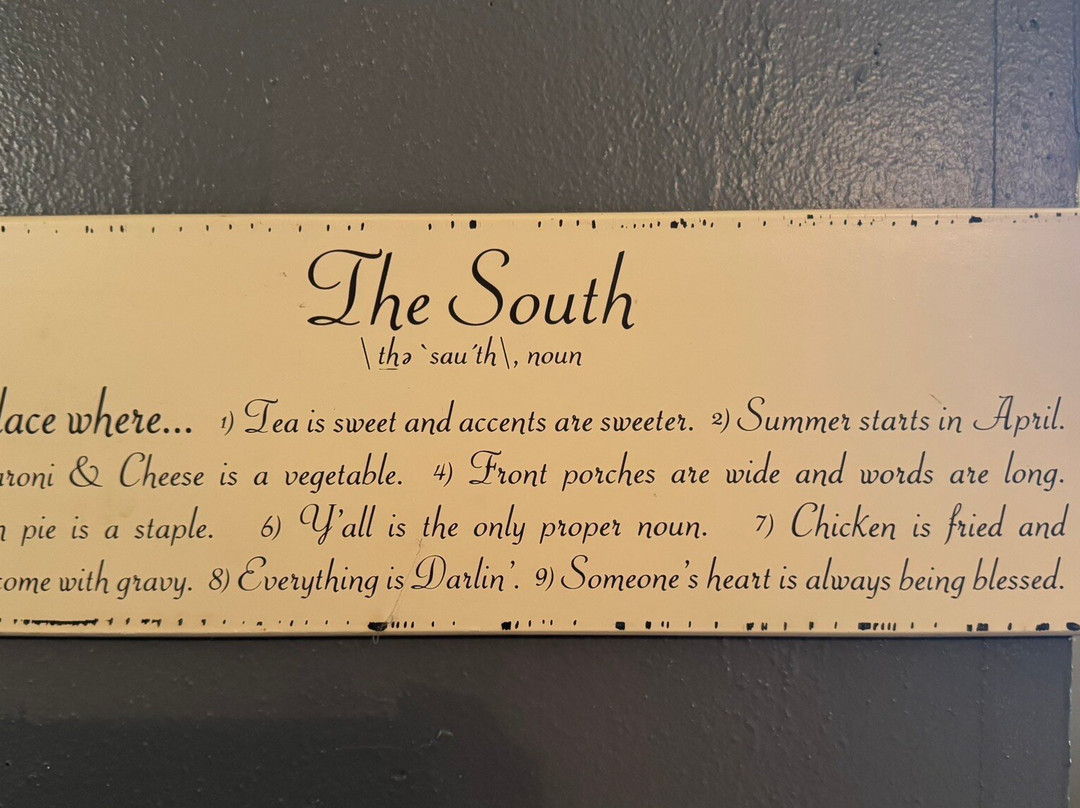 The South
\ thə `sau´th \, noun
lace where... 1) Tea is sweet and accents are sweeter. 2) Summer starts in April.
aroni & Cheese is a vegetable. 4) Front porches are wide and words are long.
n pie is a staple. 6) Y'all is the only proper noun. 7) Chicken is fried and
come with gravy. 8) Everything is Darlin'. 9) Someone's heart is always being blessed.